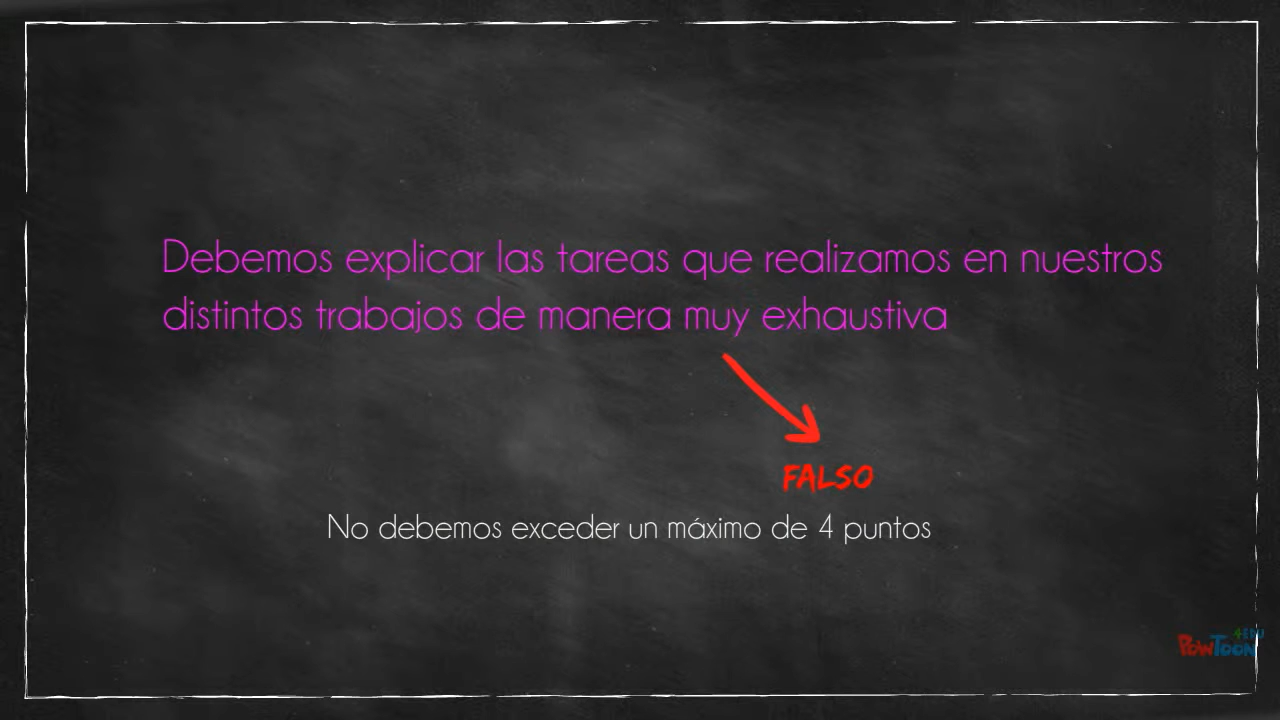 Debemos explicar las tareas que realizamos en nuestros
distintos trabajos de manera muy exhaustiva
FALSO
No debemos exceder un máximo de 4 puntos
4EDU
PowToon